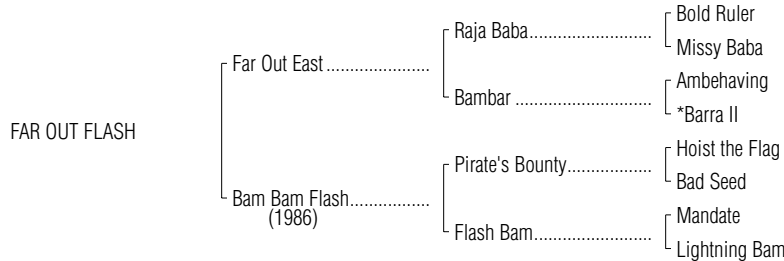 Bold Ruler
Raja Baba....................................
Missy Baba
Far Out East ..............................
Ambehaving
Bambar ........................................
*Barra II
FAR OUT FLASH
Hoist the Flag
Pirate's Bounty.........................
Bad Seed
Bam Bam Flash.......................
(1986)
Mandate
Flash Bam..................................
Lightning Bam